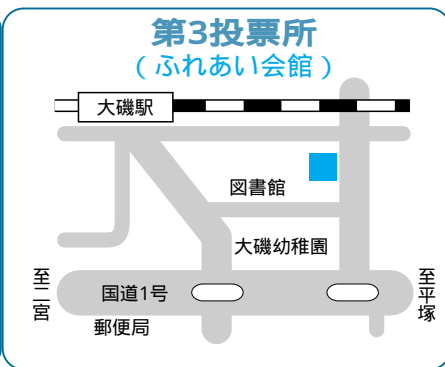 第3投票所
（ふれあい会館）
大磯駅
図書館
大磯幼稚園
至二宮
国道1号
至平塚
郵便局